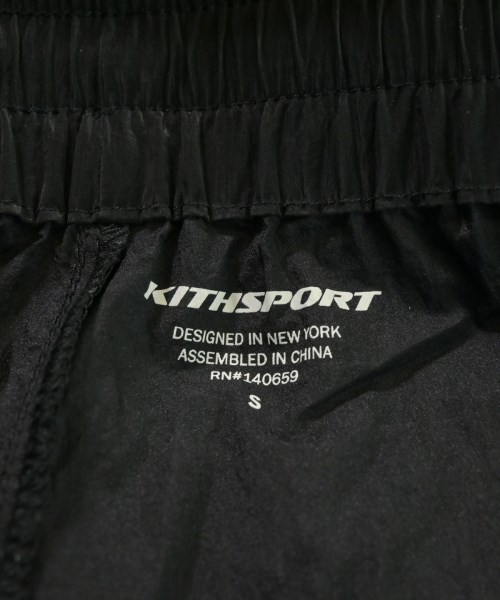 KITHSPORT
DESIGNED IN NEW YORK
ASSEMBLED IN CHINA
RN#140659
S